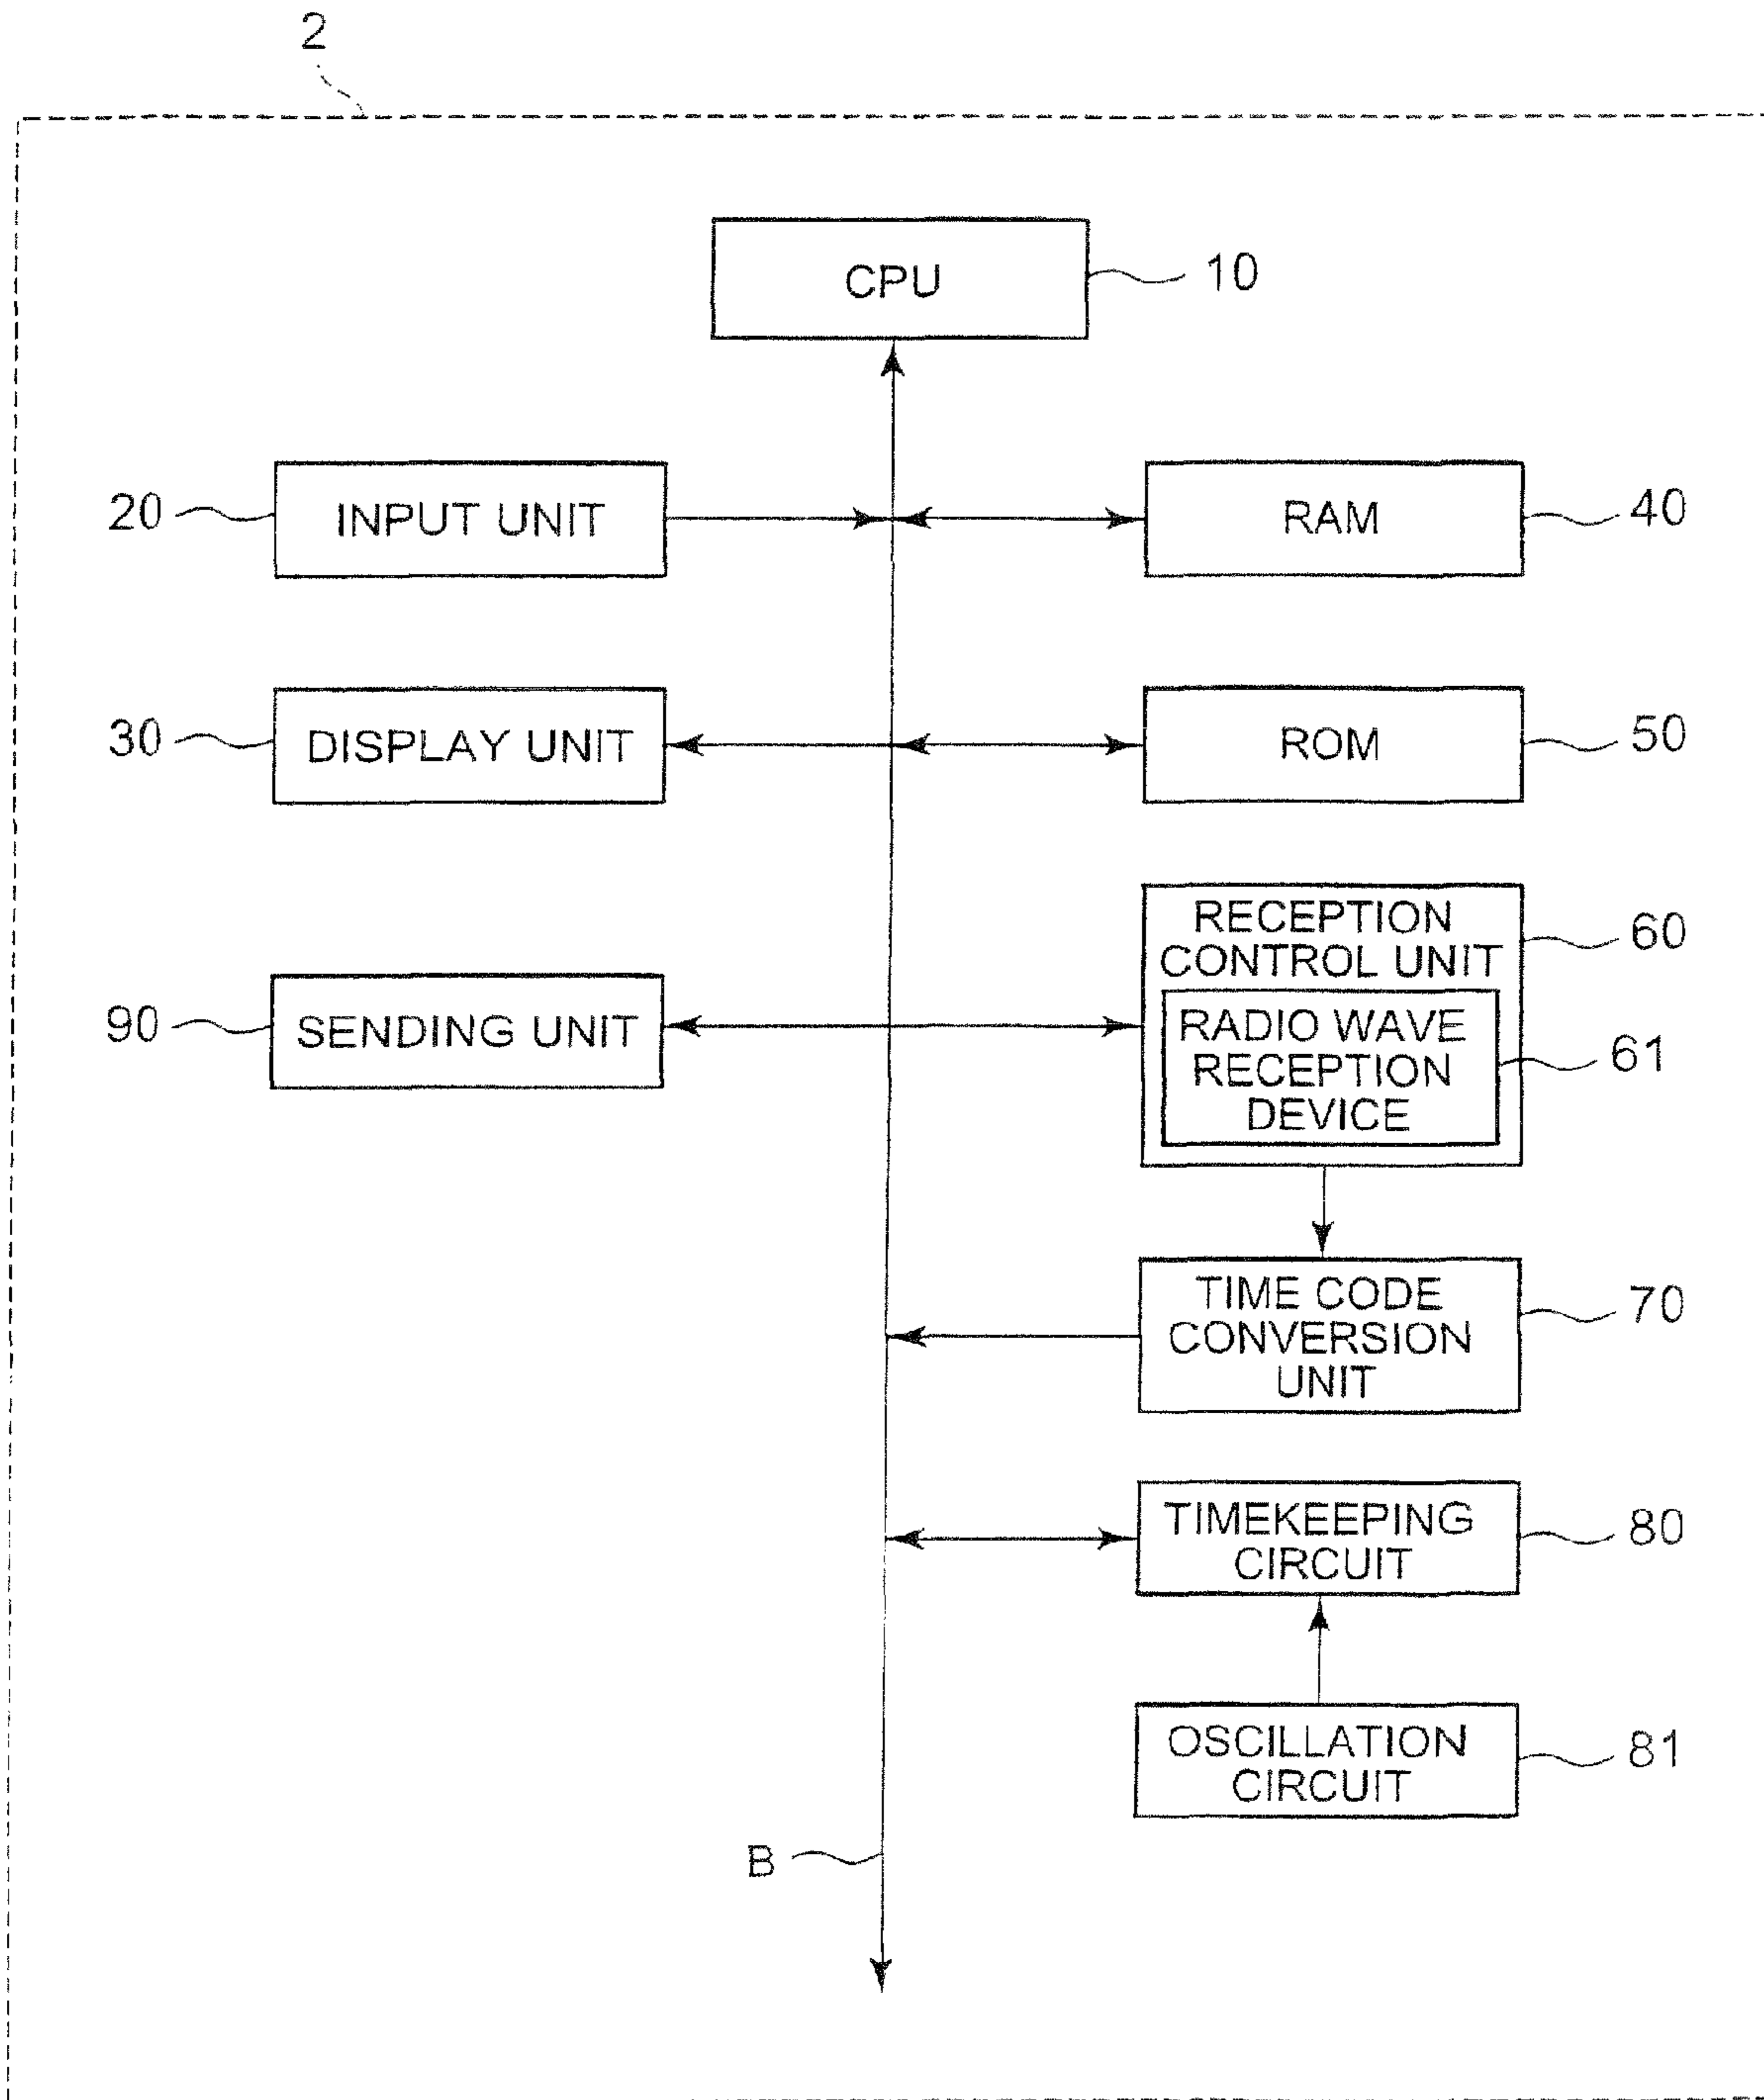 2
CPU
10
20
INPUT UNIT
RAM
40
30
DISPLAY UNIT
ROM
50
RECEPTION
CONTROL UNIT
60
90
SENDING UNIT
RADIO WAVE
RECEPTION
DEVICE
61
TIME CODE
CONVERSION
UNIT
70
TIMEKEEPING
CIRCUIT
80
OSCILLATION
CIRCUIT
81
B